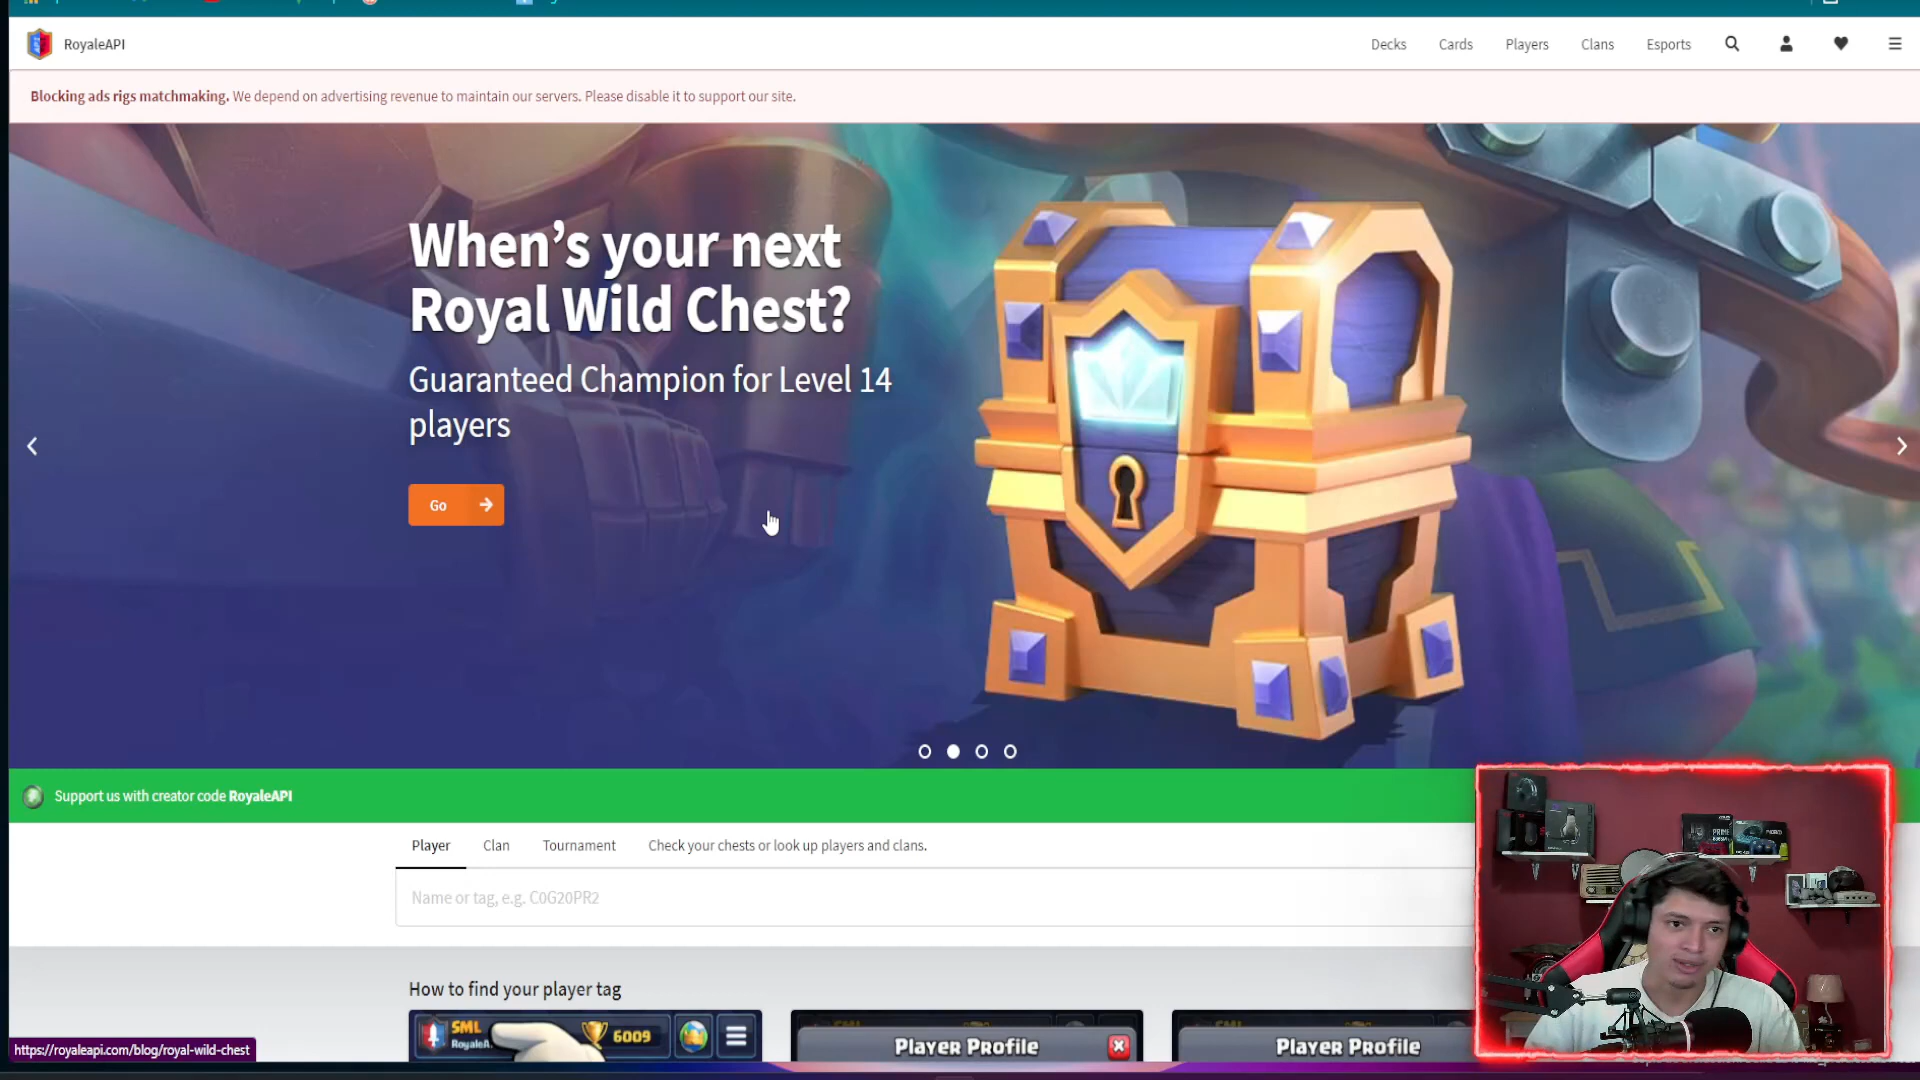 RoyaleAPI
Decks
Cards
Players
Clans
Esports
Blocking ads rigs matchmaking. We depend on advertising revenue to maintain our servers. Please disable it to support our site.
When's your next
Royal Wild Chest?
Guaranteed Champion for Level 14
players
Go
Support us with creator code RoyaleAPI
Player
Clan
Tournament
Check your chests or look up players and clans.
Name or tag, e.g. C0G20PR2
How to find your player tag
SML
RoyaleA
6009
Player Profile
Player Profile
https://royaleapi.com/blog/royal-wild-chest